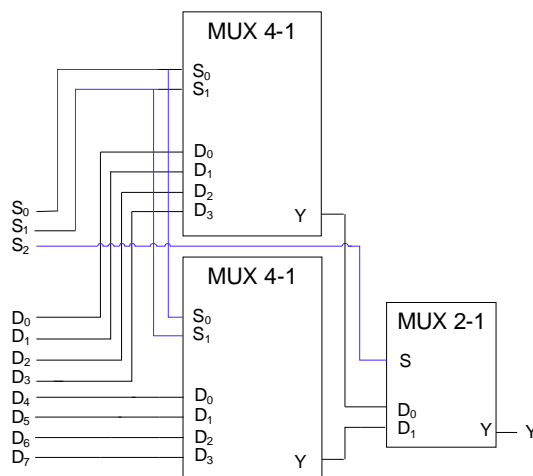 MUX 4-1
S₀
S₁
D₀
D₁
D₂
D₃
Y
S₀
S₁
S₂
MUX 4-1
S₀
S₁
D₀
D₁
D₂
D₃
Y
D₀
D₁
D₂
D₃
D₄
D₅
D₆
D₇
MUX 2-1
S
D₀
D₁
Y
Y